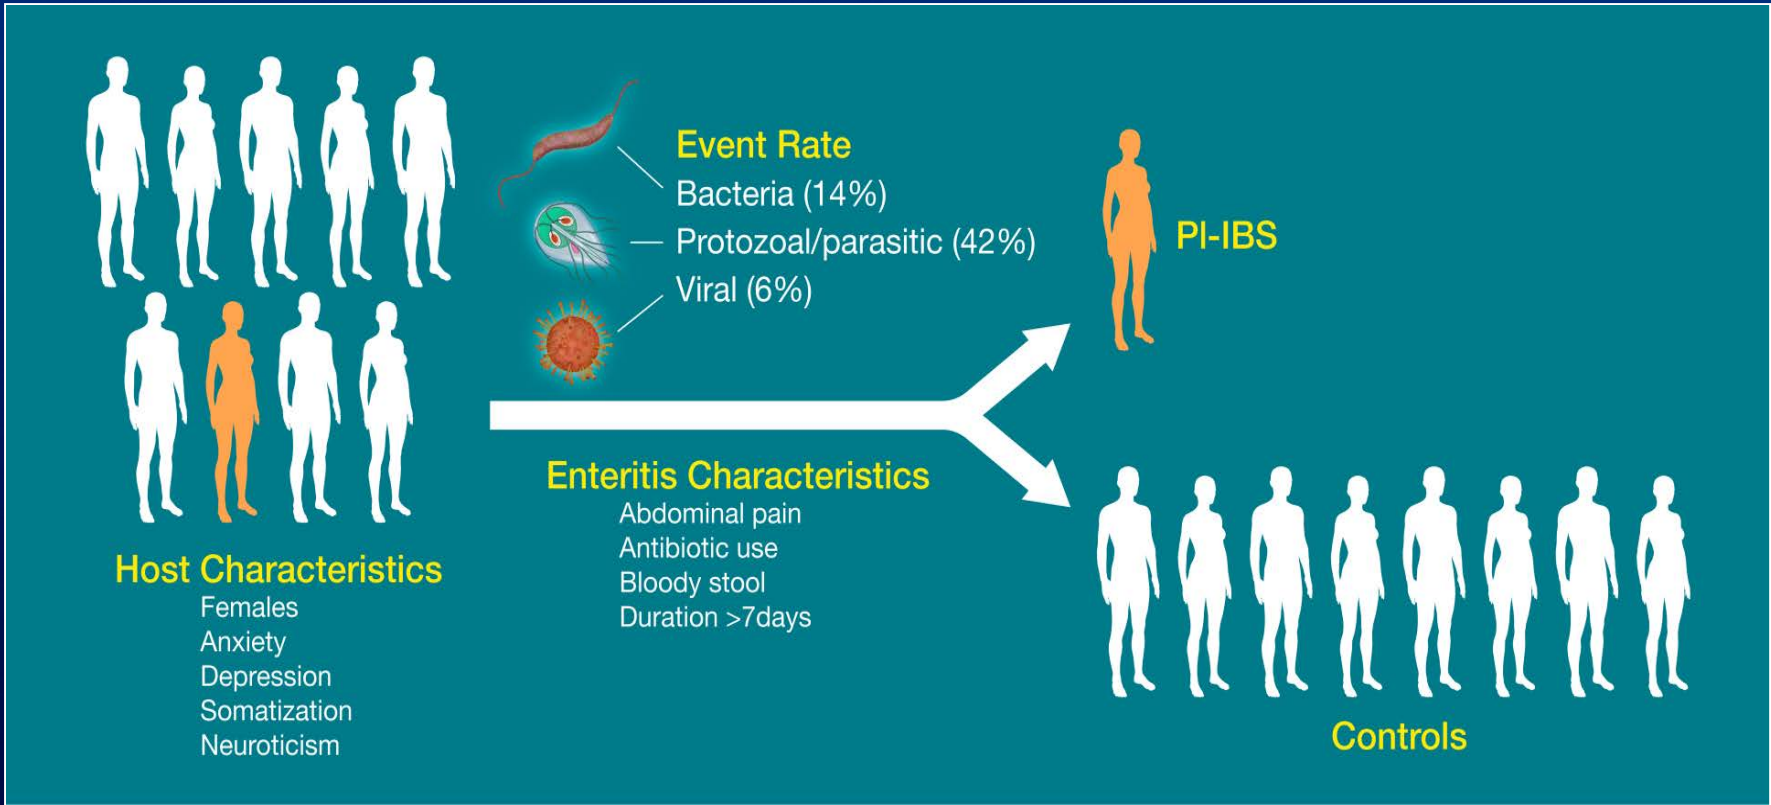 Event Rate
Bacteria (14%)
Protozoal/parasitic (42%)
Viral (6%)
PI-IBS
Host Characteristics
Females
Anxiety
Depression
Somatization
Neuroticism
Enteritis Characteristics
Abdominal pain
Antibiotic use
Bloody stool
Duration >7days
Controls